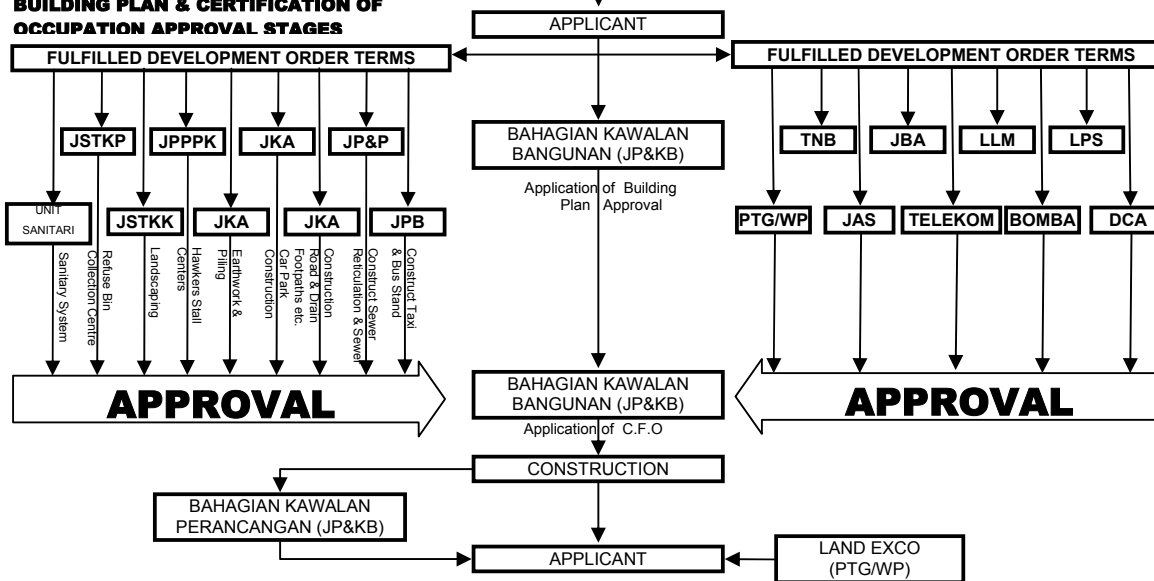 BUILDING PLAN & CERTIFICATION OF
OCCUPATION APPROVAL STAGES
APPLICANT
FULFILLED DEVELOPMENT ORDER TERMS
FULFILLED DEVELOPMENT ORDER TERMS
JSTKP
JPPPK
JKA
JP&P
BAHAGIAN KAWALAN
BANGUNAN (JP&KB)
TNB
JBA
LLM
LPS
Application of Building
Plan Approval
UNIT
SANITARI
JSTKK
JKA
JKA
JPB
PTG/WP
JAS
TELEKOM
BOMBA
DCA
Sanitary System
Refuse Bin
Collection Centre
Landscaping
Hawkers Stall
Centers
Earthwork &
Piling
Car Park
Construction
Construction
Road & Drain
Footpaths etc.
Construct Sewer
Reticulation & Sewer
Construct Taxi
& Bus Stand
APPROVAL
BAHAGIAN KAWALAN
BANGUNAN (JP&KB)
APPROVAL
Application of C.F.O
CONSTRUCTION
BAHAGIAN KAWALAN
PERANCANGAN (JP&KB)
APPLICANT
LAND EXCO
(PTG/WP)